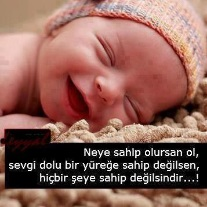 Neye sahip olursan ol,
sevgi dolu bir yüreğe sahip değilsen,
hiçbir şeye sahip değilsindir...!